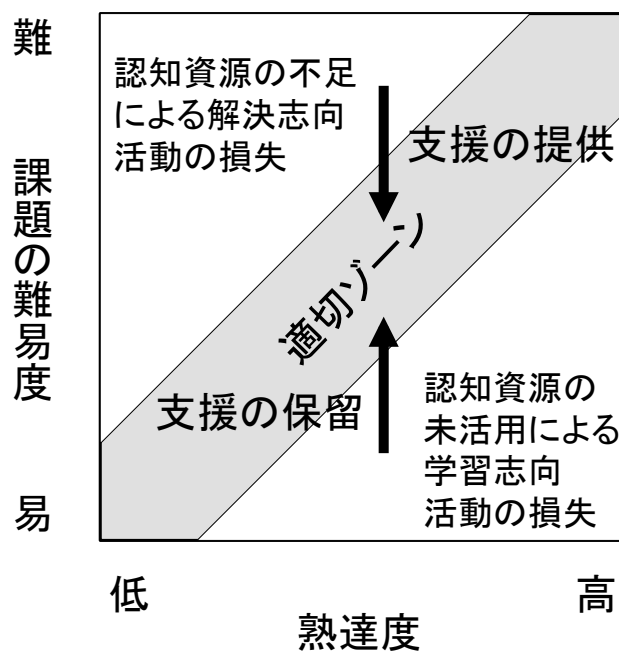 難
課題の難易度
易
認知資源の不足
による解決志向
活動の損失
支援の提供
適切ゾーン
支援の保留
認知資源の
未活用による
学習志向
活動の損失
低
高
熟達度